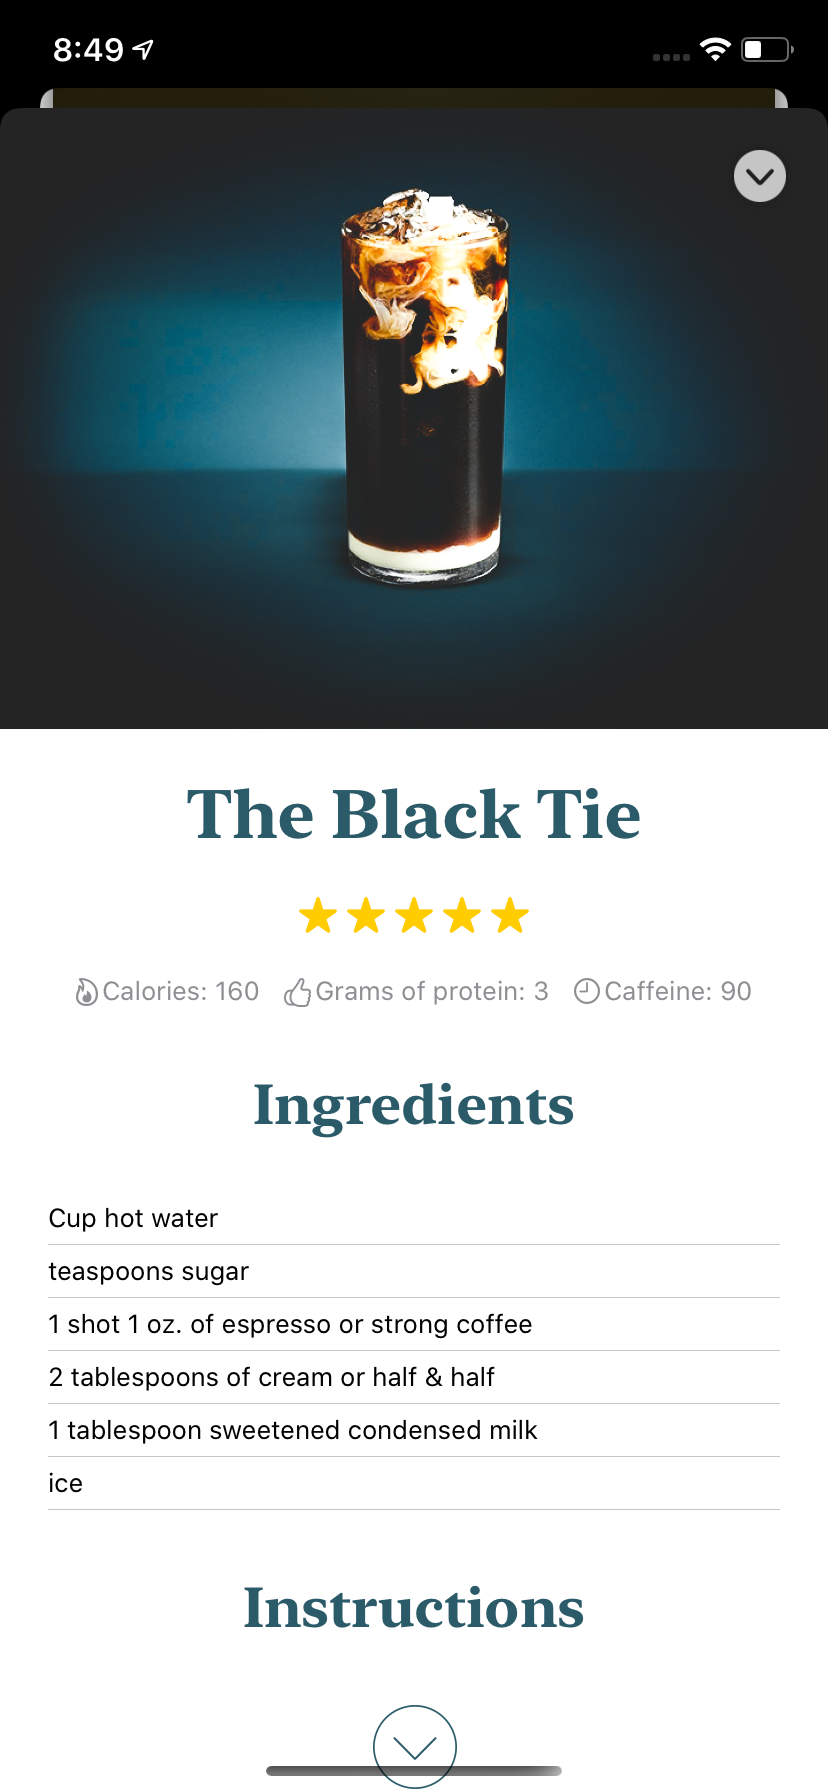 8:49
The Black Tie
Calories: 160 Grams of protein: 3 Caffeine: 90
Ingredients
Cup hot water
teaspoons sugar
1 shot 1 oz. of espresso or strong coffee
2 tablespoons of cream or half & half
1 tablespoon sweetened condensed milk
ice
Instructions